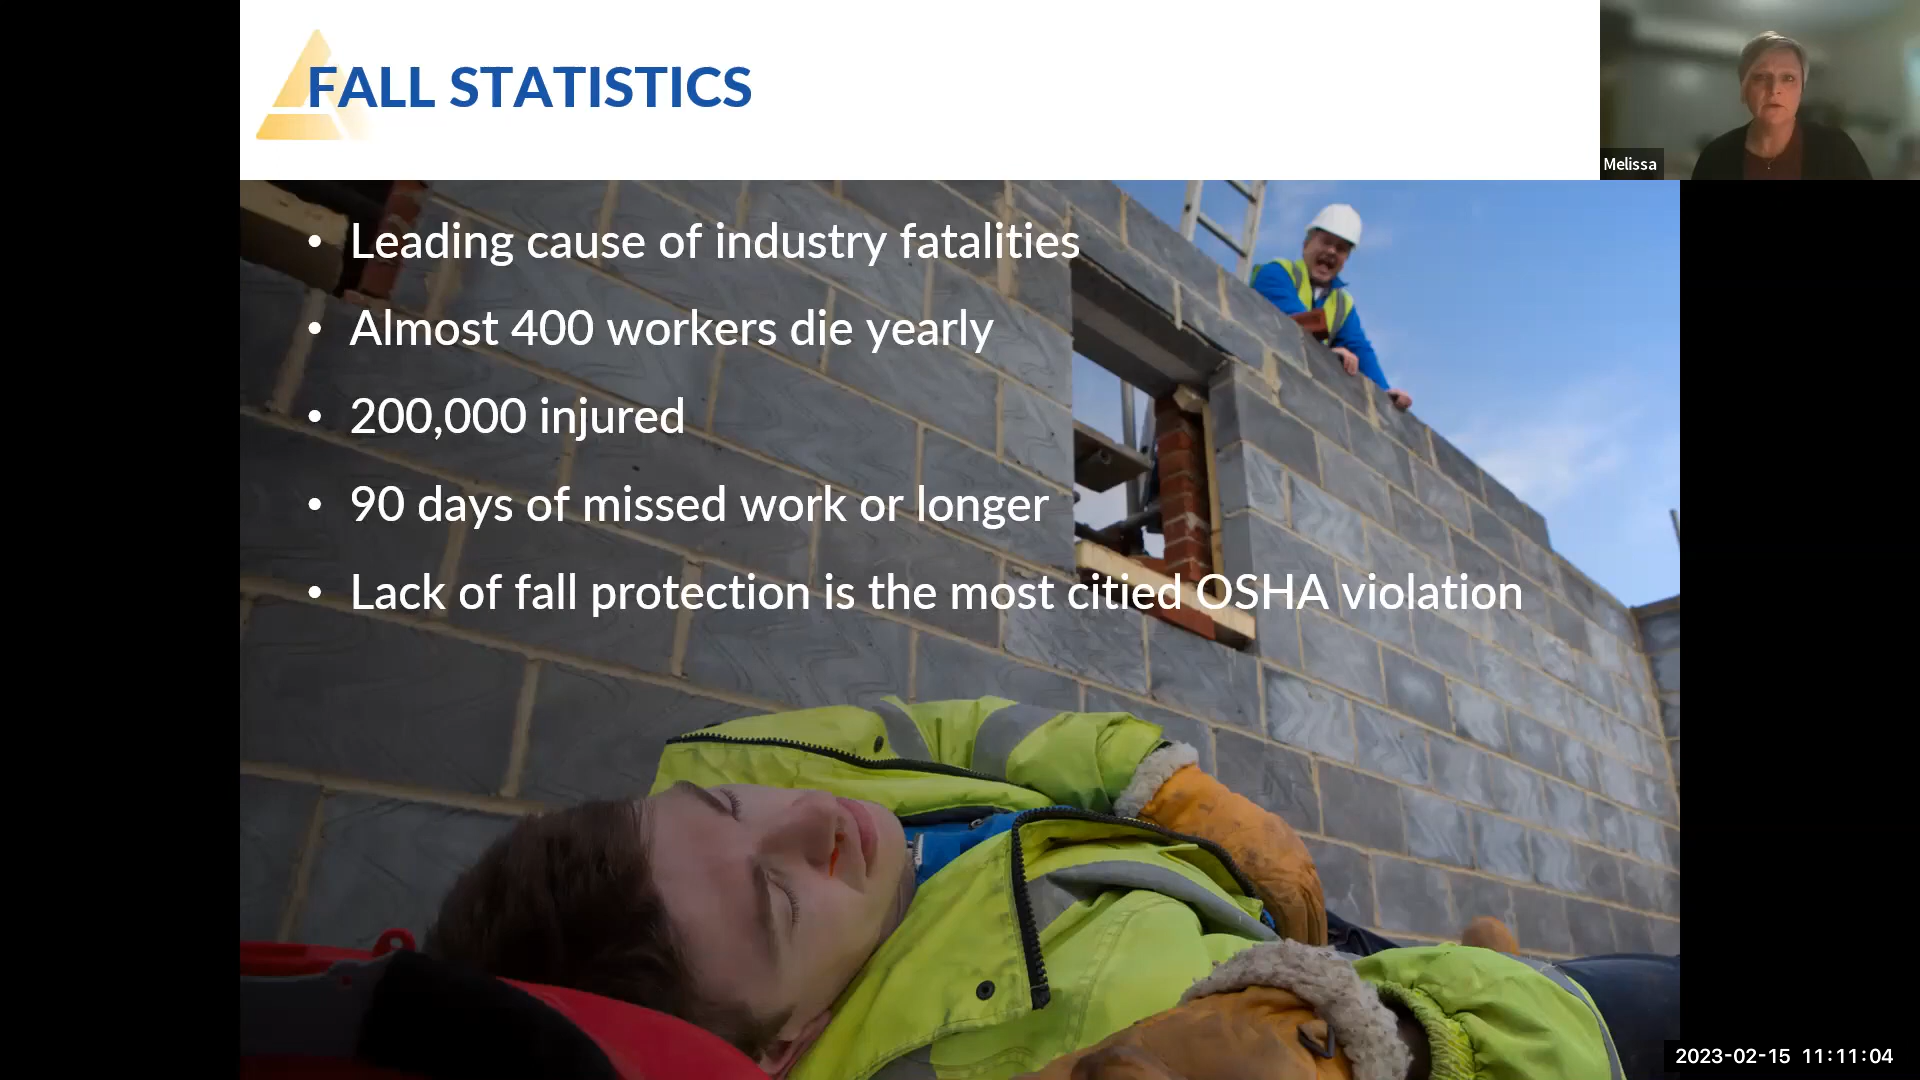 FALL STATISTICS
Melissa
• Leading cause of industry fatalities
• Almost 400 workers die yearly
• 200,000 injured
• 90 days of missed work or longer
• Lack of fall protection is the most citied OSHA violation
2023-02-15 11:11:04